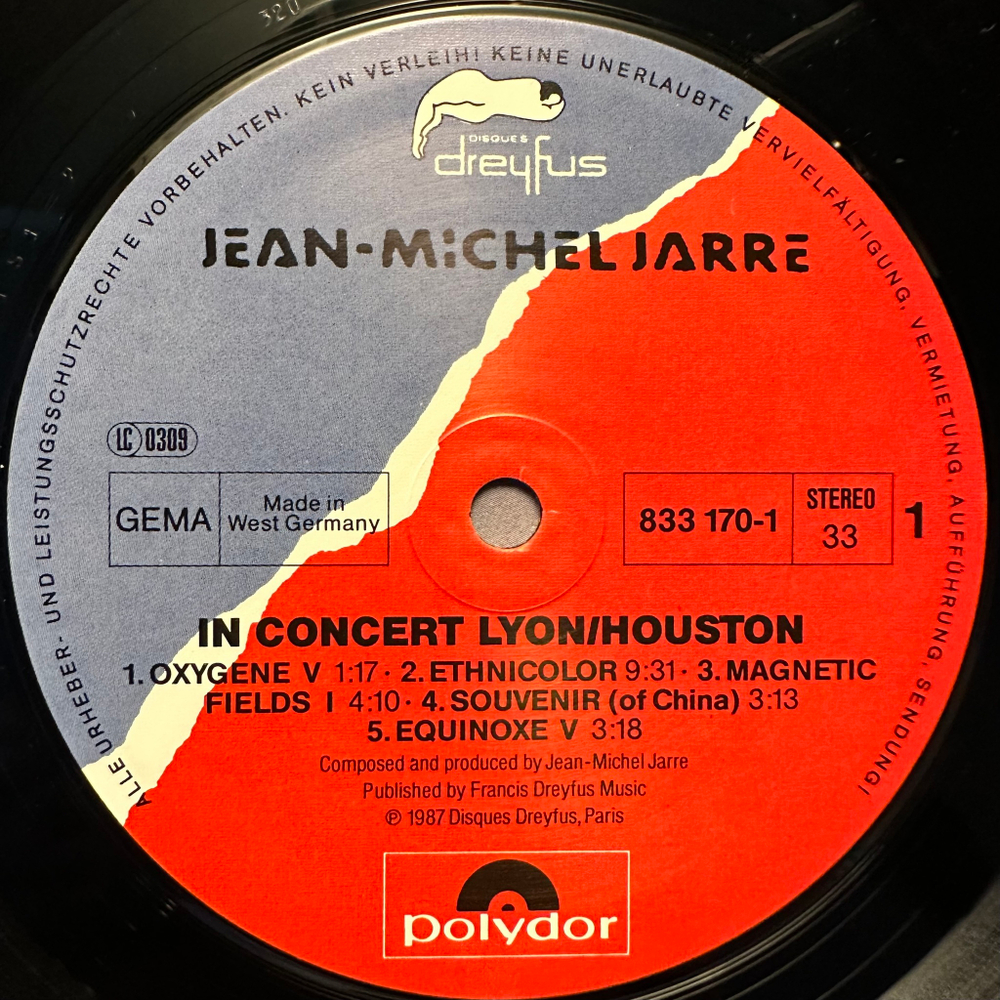 320
ALLE URHEBER- UND LEISTUNGSSCHUTZRECHTE VORBEHALTEN. KEIN VERLEIH! KEINE UNERLAUBTE VERVIELFÄLTIGUNG, VERMIETUNG, AUFFÜHRUNG, SENDUNG!
DISQUES
dreyfus
JEAN-MICHEL JARRE
LC 0309
GEMA
Made in
West Germany
833 170-1
STEREO
33
1
IN CONCERT LYON/HOUSTON
1. OXYGENE V 1:17 · 2. ETHNICOLOR 9:31 · 3. MAGNETIC
FIELDS I 4:10 · 4. SOUVENIR (of China) 3:13
5. EQUINOXE V 3:18
Composed and produced by Jean-Michel Jarre
Published by Francis Dreyfus Music
℗ 1987 Disques Dreyfus, Paris
polydor